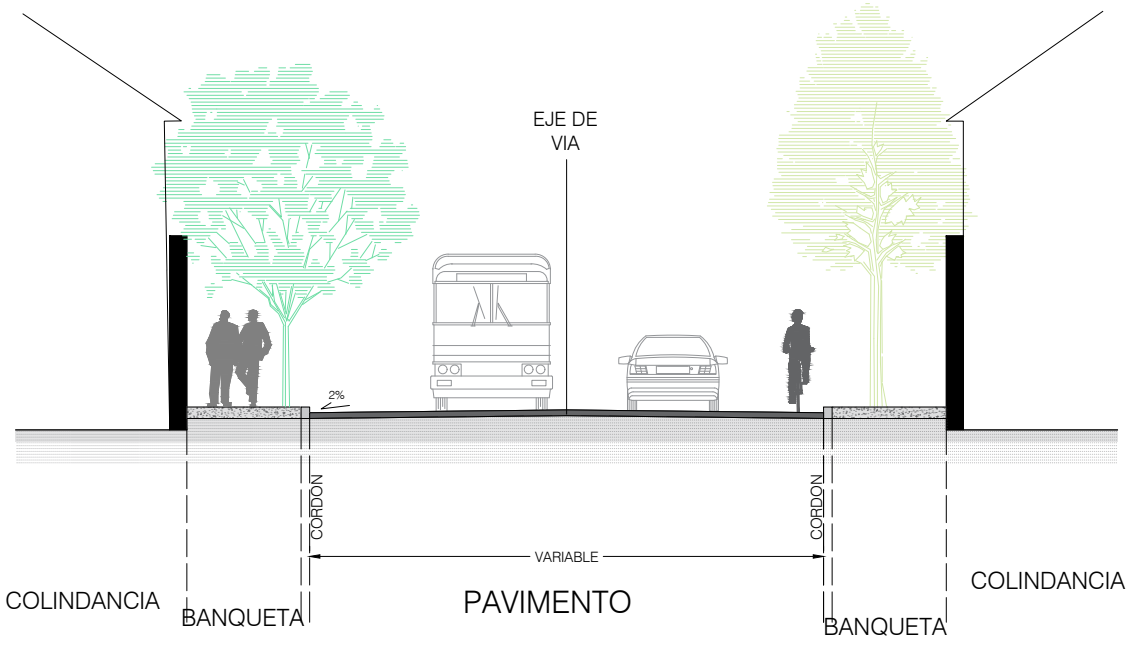 EJE DE
VIA
2%
CORDON
CORDON
VARIABLE
COLINDANCIA
BANQUETA
PAVIMENTO
BANQUETA
COLINDANCIA